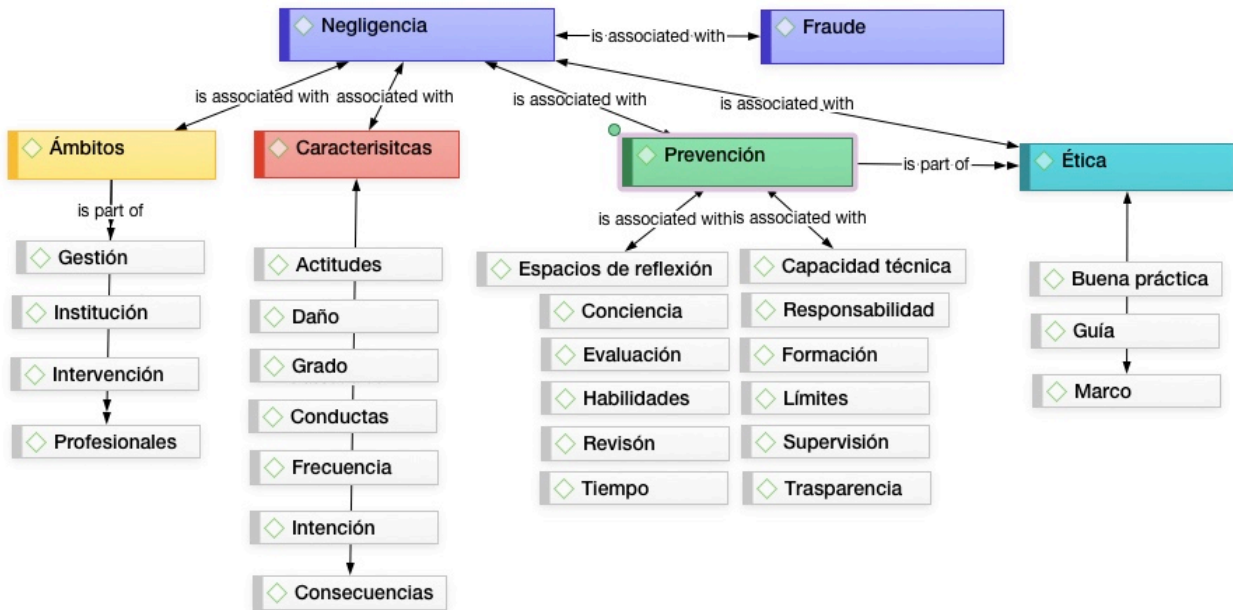 Negligencia
is associated with
Fraude
is associated with
associated with
is associated with
is associated with
Ámbitos
Caracterisitcas
Prevención
is part of
Ética
is part of
is associated with
is associated with
Gestión
Institución
Intervención
Profesionales
Actitudes
Daño
Grado
Conductas
Frecuencia
Intención
Consecuencias
Espacios de reflexión
Conciencia
Evaluación
Habilidades
Revisón
Tiempo
Capacidad técnica
Responsabilidad
Formación
Límites
Supervisión
Trasparencia
Buena práctica
Guía
Marco